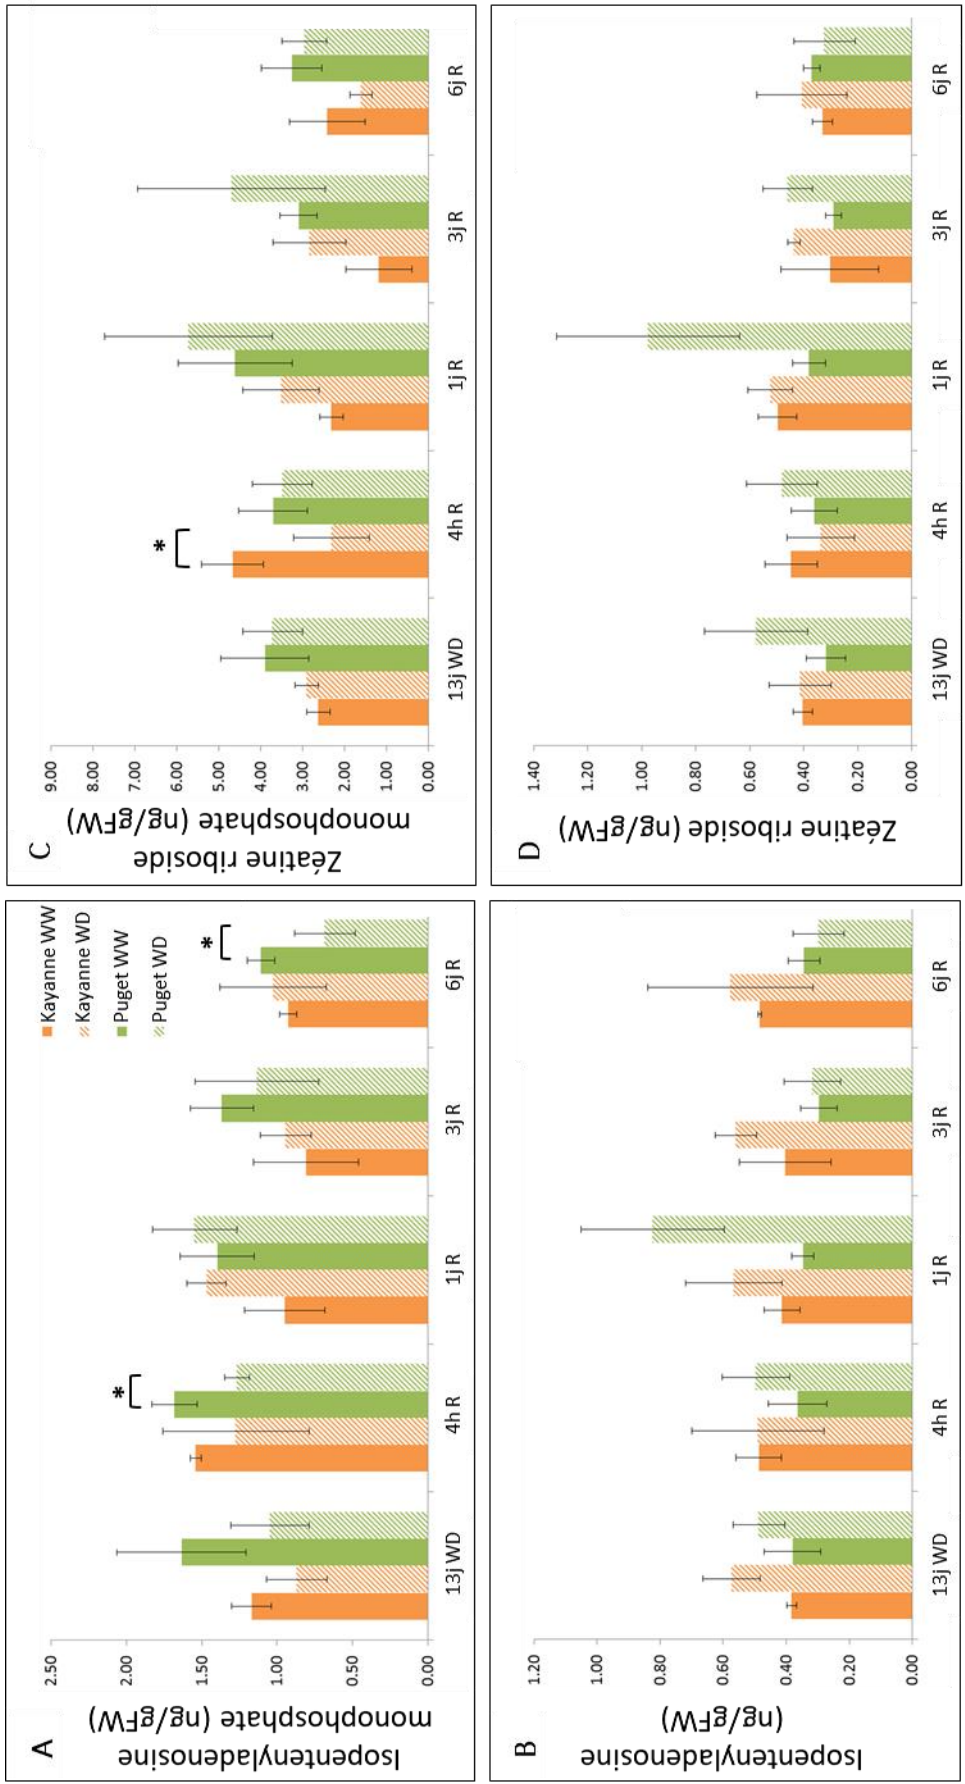 A
Isopentenyladenosine
monophosphate (ng/gFW)
2.50
2.00
1.50
1.00
0.50
0.00
13j WD
4h R
1j R
3j R
6j R
*
*
Kayanne WW
Kayanne WD
Puget WW
Puget WD
C
Zéatine riboside
monophosphate (ng/gFW)
9.00
8.00
7.00
6.00
5.00
4.00
3.00
2.00
1.00
0.00
13j WD
4h R
1j R
3j R
6j R
*
B
Isopentenyladenosine
(ng/gFW)
1.20
1.00
0.80
0.60
0.40
0.20
0.00
13j WD
4h R
1j R
3j R
6j R
D
Zéatine riboside (ng/gFW)
1.40
1.20
1.00
0.80
0.60
0.40
0.20
0.00
13j WD
4h R
1j R
3j R
6j R